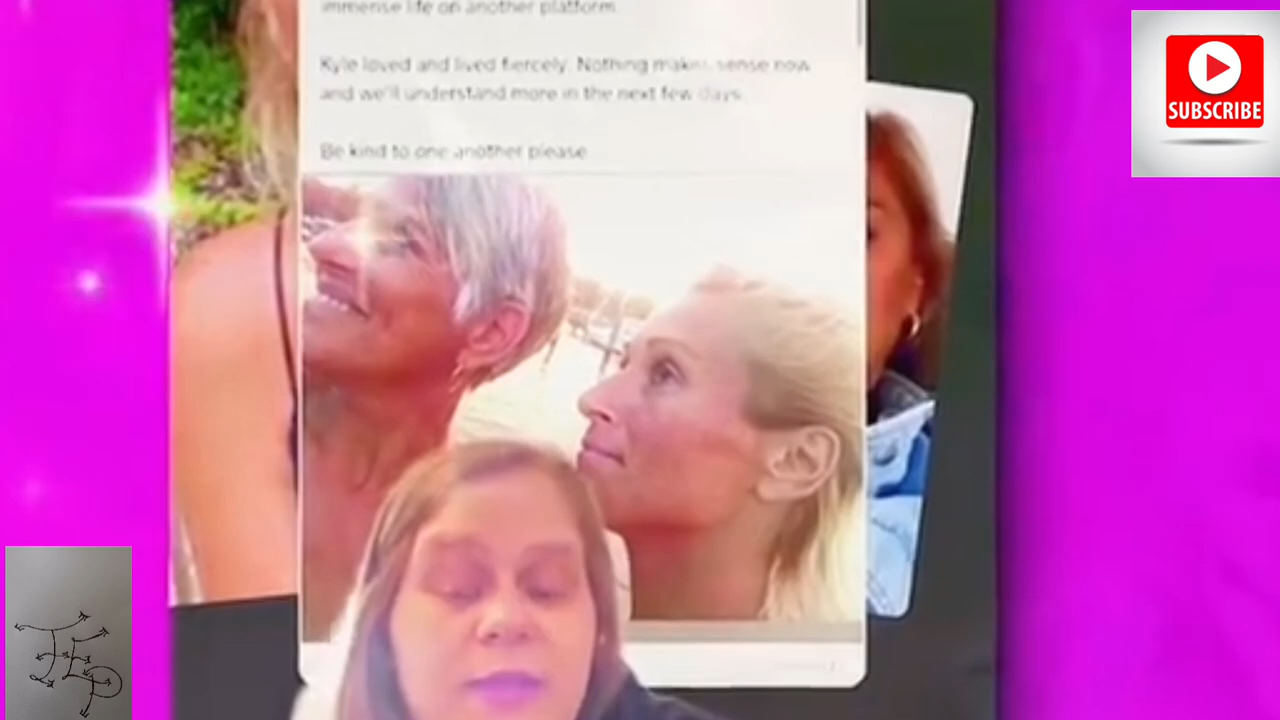 immense life on another platform.
Kyle loved and lived fiercely. Nothing makes sense now
and we'll understand more in the next few days.
Be kind to one another please
SUBSCRIBE